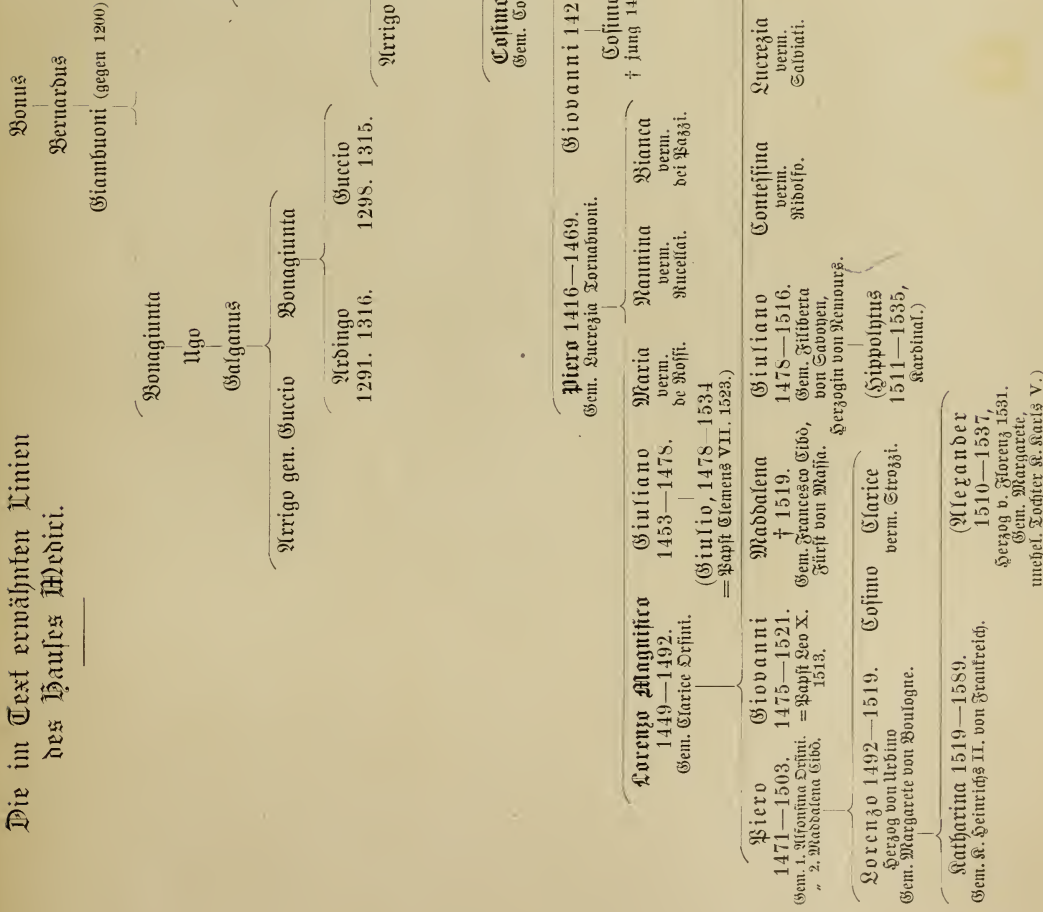 Die im Text erwähnten Linien
des Hauses Medici.
Bonus
Bernardus
Giambuoni (gegen 1200)
Bonagiunta
Ugo
Galganus
Arrigo gen. Guccio
Bonagiunta
Ardingo
1291. 1316.
Guccio
1298. 1315.
Arrigo
Cosimo
Gem. Co
Piero 1416—1469.
Gem. Lucrezia Tornabuoni.
Giovanni 142
Cosimo
† jung 14
Lorenzo Magnifico
1449—1492.
Gem. Clarice Orsini.
Giuliano
1453—1478.
(Giulio, 1478—1534
= Papst Clemens VII. 1523.)
Maria
verm.
de Rossi.
Nannina
verm.
Rucellai.
Bianca
verm.
dei Pazzi.
Piero
1471—1503.
Gem. 1. Alfonsina Orsini.
„ 2. Maddalena Cibò.
Giovanni
1475—1521.
= Papst Leo X.
1513.
Maddalena
† 1519.
Gem. Francesco Cibò,
Fürst von Massa.
Giuliano
1478—1516.
Gem. Filiberta
von Savoyen,
Herzogin von Nemours.
Contessina
verm.
Ridolfo.
Lucrezia
verm.
Salviati.
Lorenzo 1492—1519.
Herzog von Urbino
Gem. Margarete von Boulogne.
Cosimo
Clarice
verm. Strozzi.
(Hippolytus
1511—1535,
Kardinal.)
Katharina 1519—1589.
Gem. K. Heinrichs II. von Frankreich.
(Alexander
1510—1537,
Herzog v. Florenz 1531.
Gem. Margarete,
unehel. Tochter K. Karls V.)